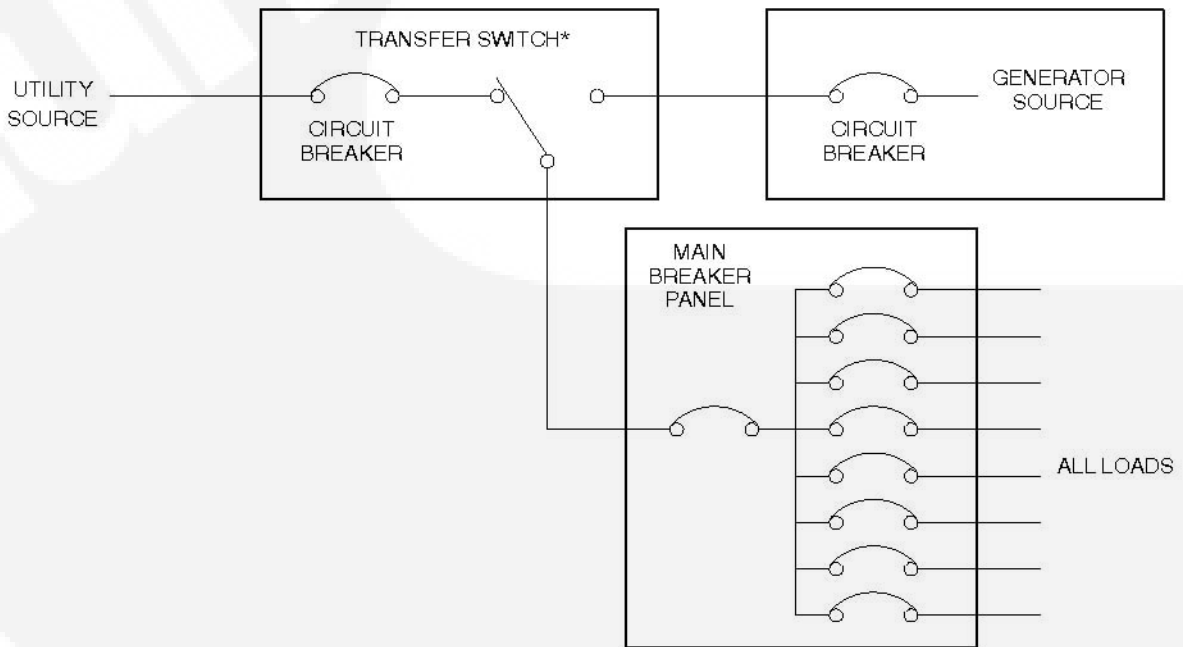 TRANSFER SWITCH*
UTILITY
SOURCE
CIRCUIT
BREAKER
GENERATOR
SOURCE
CIRCUIT
BREAKER
MAIN
BREAKER
PANEL
ALL LOADS